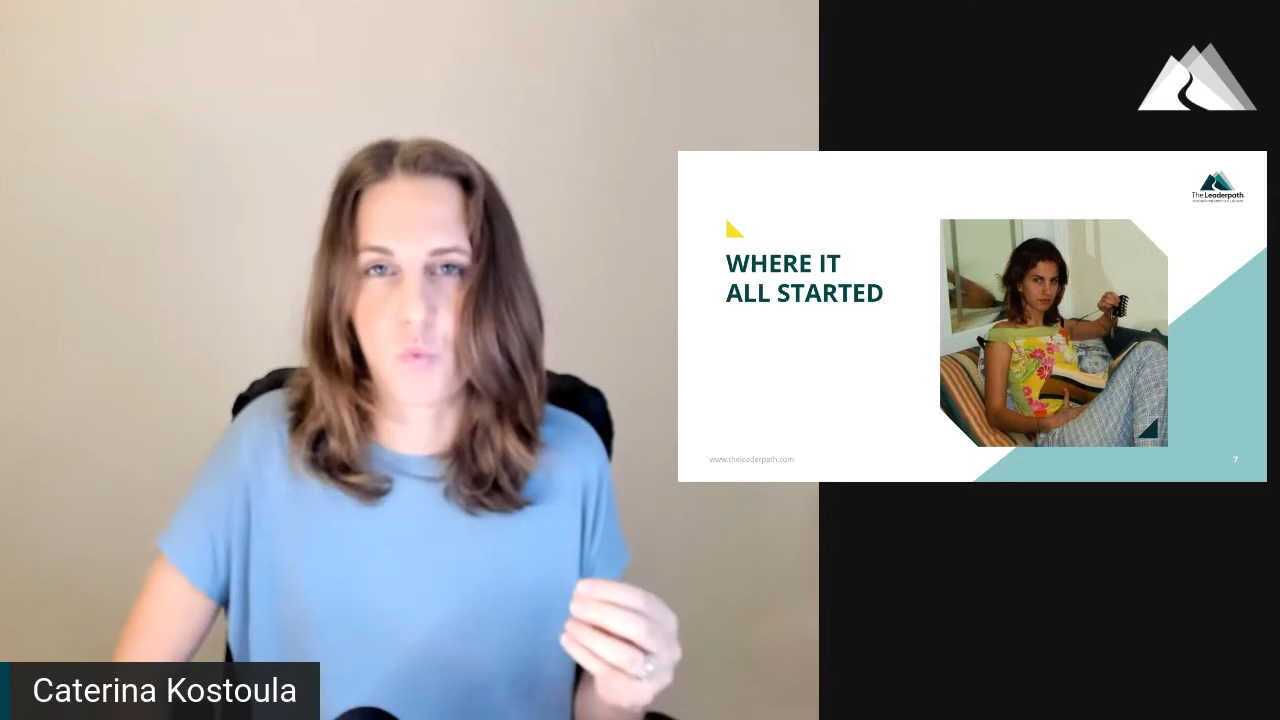 The Leaderpath
WHERE IT
ALL STARTED
www.theleaderpath.com
7
Caterina Kostoula